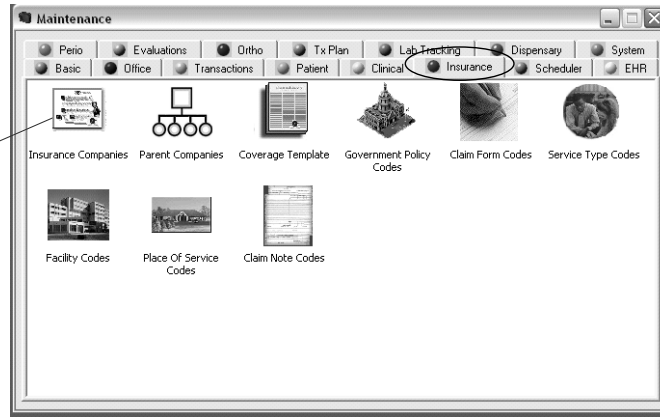 Maintenance
Perio Evaluations Ortho Tx Plan Lab Tracking Dispensary System
Basic Office Transactions Patient Clinical Insurance Scheduler EHR
Insurance Companies Parent Companies Coverage Template Government Policy Codes Claim Form Codes Service Type Codes
Facility Codes Place Of Service Codes Claim Note Codes